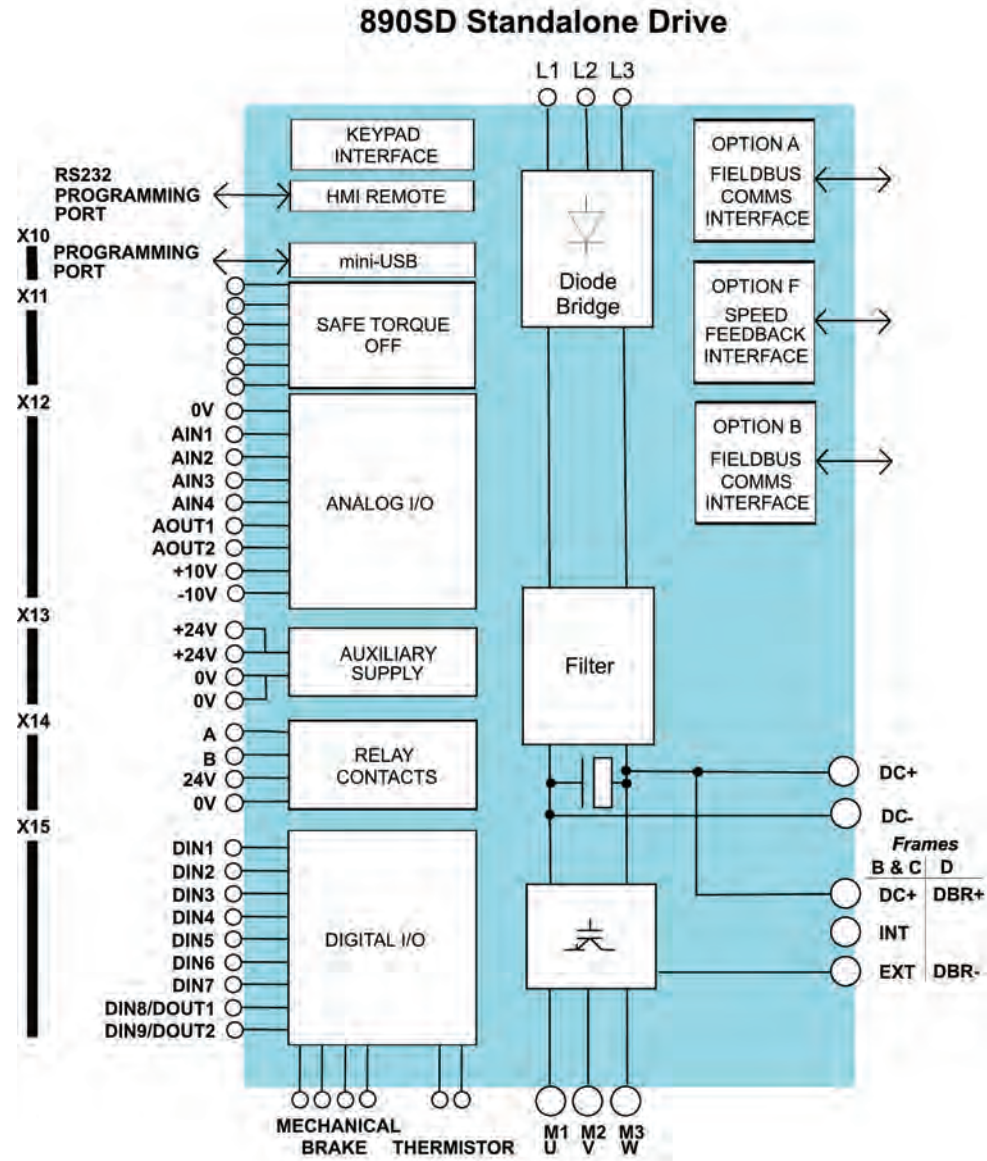 890SD Standalone Drive
L1 L2 L3
KEYPAD
INTERFACE
RS232
PROGRAMMING
PORT
HMI REMOTE
X10
PROGRAMMING
PORT
mini-USB
X11
SAFE TORQUE
OFF
X12
0V
AIN1
AIN2
AIN3
AIN4
AOUT1
AOUT2
+10V
-10V
ANALOG I/O
X13
+24V
+24V
0V
0V
AUXILIARY
SUPPLY
X14
A
B
24V
0V
RELAY
CONTACTS
X15
DIN1
DIN2
DIN3
DIN4
DIN5
DIN6
DIN7
DIN8/DOUT1
DIN9/DOUT2
DIGITAL I/O
MECHANICAL
BRAKE
THERMISTOR
Diode
Bridge
Filter
M1 M2 M3
U V W
OPTION A
FIELDBUS
COMMS
INTERFACE
OPTION F
SPEED
FEEDBACK
INTERFACE
OPTION B
FIELDBUS
COMMS
INTERFACE
DC+
DC-
Frames
B & C D
DC+ DBR+
INT
EXT DBR-